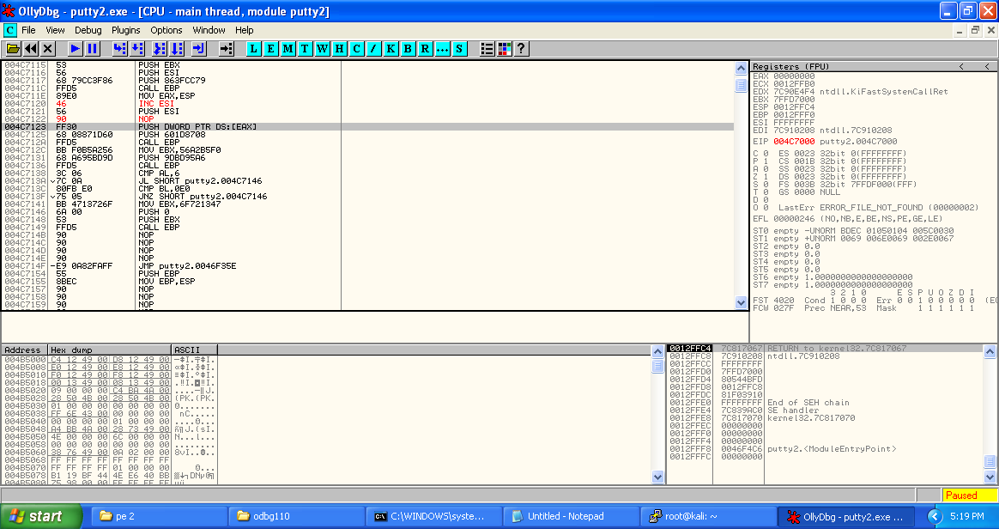 OllyDbg - putty2.exe - [CPU - main thread, module putty2]
C File View Debug Plugins Options Window Help
L E M T W H C / K B R ... S ?
004C7115 53 PUSH EBX
004C7116 56 PUSH ESI
004C7117 68 79CC3F86 PUSH 863FCC79
004C711C FFD5 CALL EBP
004C711E 89E0 MOV EAX,ESP
004C7120 46 INC ESI
004C7121 56 PUSH ESI
004C7122 90 NOP
004C7123 FF30 PUSH DWORD PTR DS:[EAX]
004C7125 68 08871D60 PUSH 601D8708
004C712A FFD5 CALL EBP
004C712C BB F0B5A256 MOV EBX,56A2B5F0
004C7131 68 A695BD9D PUSH 9DBD95A6
004C7136 FFD5 CALL EBP
004C7138 3C 06 CMP AL,6
004C713A 7C 0A JL SHORT putty2.004C7146
004C713C 80FB E0 CMP BL,0E0
004C713F 75 05 JNZ SHORT putty2.004C7146
004C7141 BB 4713726F MOV EBX,6F721347
004C7146 6A 00 PUSH 0
004C7148 53 PUSH EBX
004C7149 FFD5 CALL EBP
004C714B 90 NOP
004C714C 90 NOP
004C714D 90 NOP
004C714E 90 NOP
004C714F -E9 0A82FAFF JMP putty2.0046F35E
004C7154 55 PUSH EBP
004C7155 8BEC MOV EBP,ESP
004C7157 90 NOP
004C7158 90 NOP
004C7159 90 NOP
Registers (FPU) < <
EAX 00000000
ECX 0012FFB0
EDX 7C90E4F4 ntdll.KiFastSystemCallRet
EBX 7FFD7000
ESP 0012FFC4
EBP 0012FFF0
ESI FFFFFFFF
EDI 7C910208 ntdll.7C910208
EIP 004C7000 putty2.004C7000
C 0 ES 0023 32bit 0(FFFFFFFF)
P 1 CS 001B 32bit 0(FFFFFFFF)
A 0 SS 0023 32bit 0(FFFFFFFF)
Z 1 DS 0023 32bit 0(FFFFFFFF)
S 0 FS 003B 32bit 7FFDF000(FFF)
T 0 GS 0000 NULL
D 0
O 0 LastErr ERROR_FILE_NOT_FOUND (00000002)
EFL 00000246 (NO,NB,E,BE,NS,PE,GE,LE)
ST0 empty -UNORM BDEC 01050104 005C0030
ST1 empty +UNORM 0069 006E0069 002E0067
ST2 empty 0.0
ST3 empty 0.0
ST4 empty 0.0
ST5 empty 0.0
ST6 empty 1.0000000000000000000
ST7 empty 1.0000000000000000000
3 2 1 0 E S P U O Z D I
FST 4020 Cond 1 0 0 0 Err 0 0 1 0 0 0 0 0 (EQ
FCW 027F Prec NEAR,53 Mask 1 1 1 1 1 1
Address Hex dump ASCII
004B5000 C4 12 49 00 D8 12 49 00
004B5008 E0 12 49 00 E8 12 49 00
004B5010 F0 12 49 00 F8 12 49 00
004B5018 00 13 49 00 08 13 49 00
004B5020 09 00 00 00 C4 BA 4A 00
004B5028 28 50 4B 00 28 50 4B 00 (PK.(PK.
004B5030 01 00 00 00 00 00 00 00
004B5038 FF 6E 43 00 00 00 00 00 nC.....
004B5040 00 00 00 00 01 00 00 00
004B5048 A4 BB 4A 00 28 73 49 00 ñ╗J.(sI.
004B5050 4E 00 00 00 6C 00 00 00 N...l...
004B5058 00 00 00 00 00 00 00 00 ........
004B5060 38 76 49 00 0A 02 00 00
004B5068 FF FF FF FF FF FF FF FF
004B5070 FF FF FF FF 01 00 00 00
004B5078 B1 19 BF 44 4E E6 40 BB
0012FFC4 7C817067 RETURN to kernel32.7C817067
0012FFC8 7C910208 ntdll.7C910208
0012FFCC FFFFFFFF
0012FFD0 7FFD7000
0012FFD4 80544BFD
0012FFD8 0012FFC8
0012FFDC 81F03910
0012FFE0 FFFFFFFF End of SEH chain
0012FFE4 7C839AC0 SE handler
0012FFE8 7C817070 kernel32.7C817070
0012FFEC 00000000
0012FFF0 00000000
0012FFF4 00000000
0012FFF8 0046F4C6 putty2.<ModuleEntryPoint>
0012FFFC 00000000
Paused
start
pe 2
odbg110
C:\WINDOWS\syste...
Untitled - Notepad
root@kali: ~
OllyDbg - putty2.exe ...
5:19 PM